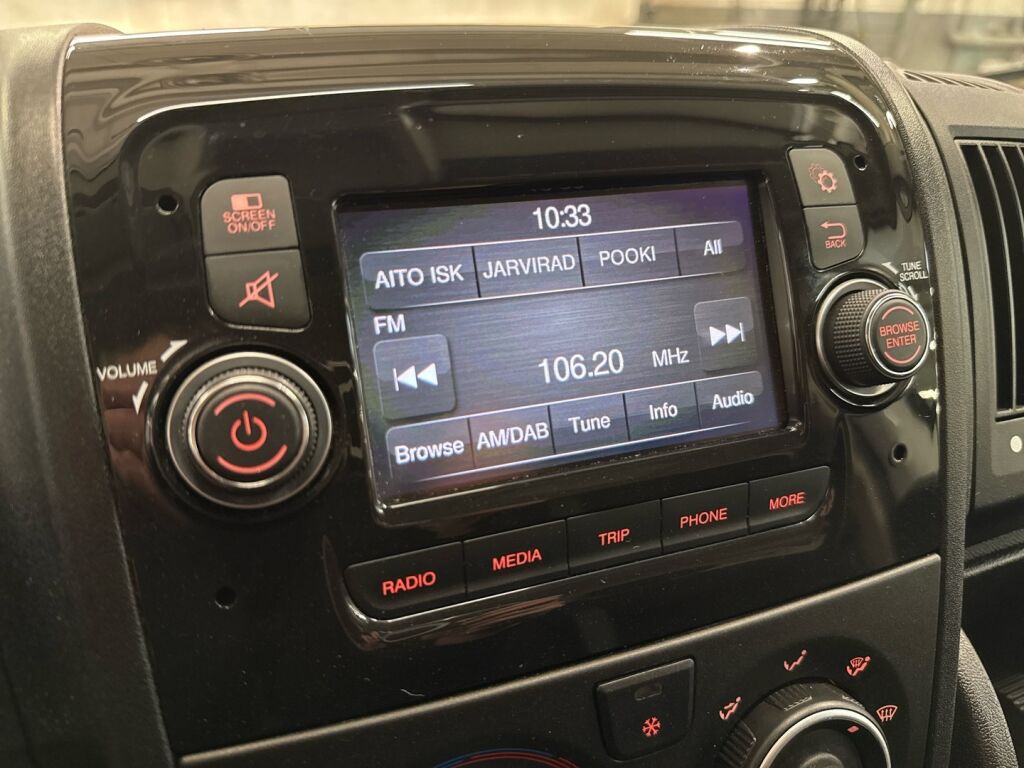 SCREEN
ON/OFF
VOLUME
10:33
AITO ISK JARVIRAD POOKI All
FM
106.20 MHz
Browse AM/DAB Tune Info Audio
BACK
TUNE
SCROLL
BROWSE
ENTER
RADIO MEDIA TRIP PHONE MORE